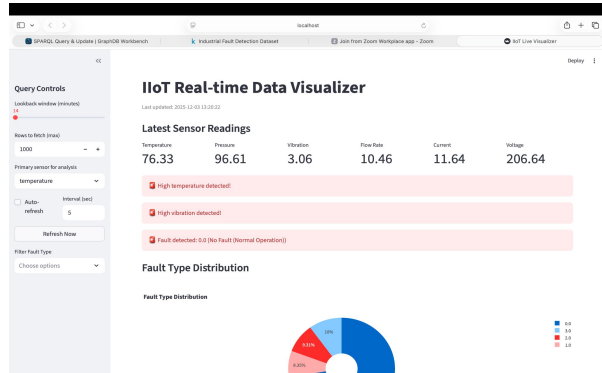 localhost
SPARQL Query & Update | GraphDB Workbench
Industrial Fault Detection Dataset
Join from Zoom Workplace app - Zoom
IIoT Live Visualizer
Deploy
Query Controls
Lookback window (minutes)
14
Rows to fetch (max)
1000
Primary sensor for analysis
temperature
Auto-refresh
Interval (sec)
5
Refresh Now
Filter Fault Type
Choose options
IIoT Real-time Data Visualizer
Last updated: 2025-12-03 13:20:22
Latest Sensor Readings
Temperature Pressure Vibration Flow Rate Current Voltage
76.33 96.61 3.06 10.46 11.64 206.64
High temperature detected!
High vibration detected!
Fault detected: 0.0 (No Fault (Normal Operation))
Fault Type Distribution
Fault Type Distribution
10%
9.31%
0.0
3.0
2.0
1.0